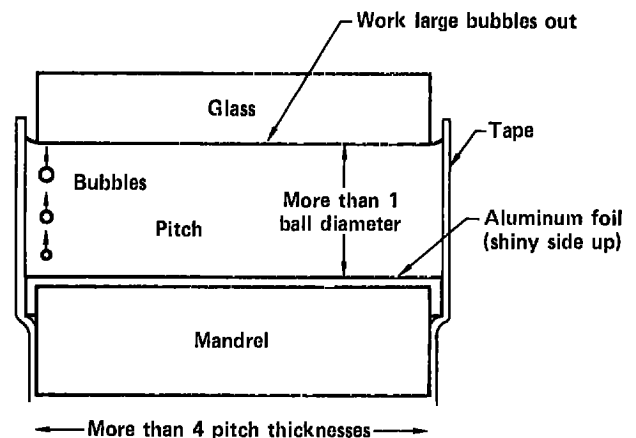 Work large bubbles out
Glass
Tape
Bubbles
More than 1
ball diameter
Pitch
Aluminum foil
(shiny side up)
Mandrel
More than 4 pitch thicknesses